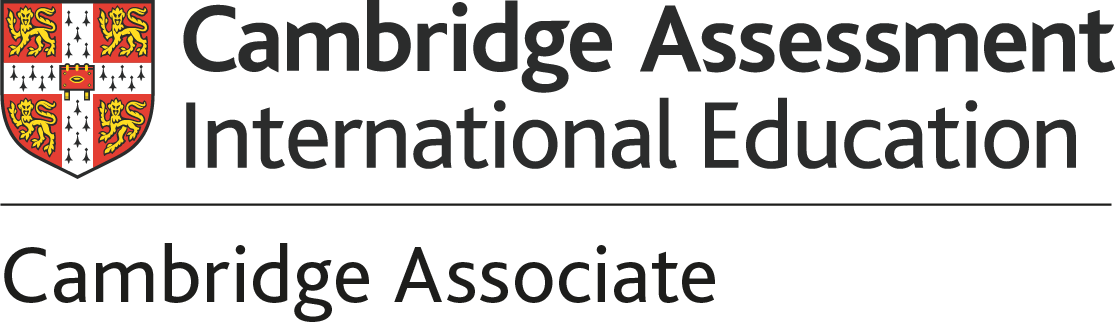 Cambridge Assessment
International Education
Cambridge Associate